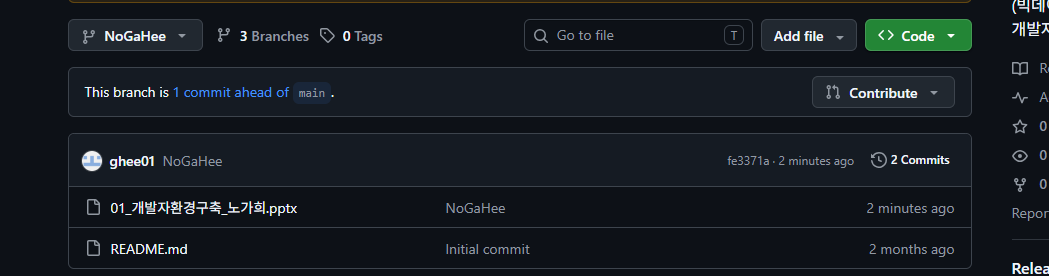 (빅데이
개발자
NoGaHee
3 Branches
0 Tags
Go to file
T
Add file
Code
This branch is 1 commit ahead of main.
Contribute
ghee01 NoGaHee
fe3371a · 2 minutes ago
2 Commits
01_개발자환경구축_노가희.pptx
NoGaHee
2 minutes ago
README.md
Initial commit
2 months ago
R
A
0
0
0
Repor
Relea